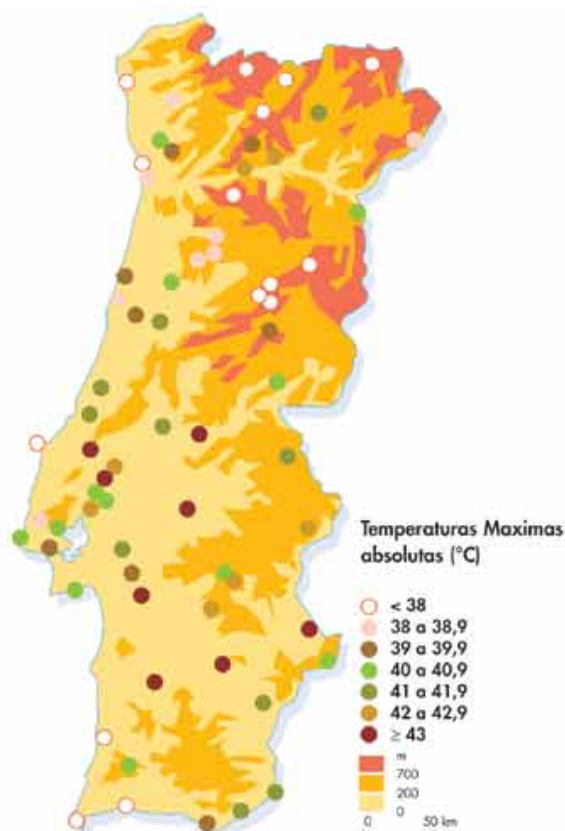 Temperaturas Maximas
absolutas (°C)
< 38
38 a 38,9
39 a 39,9
40 a 40,9
41 a 41,9
42 a 42,9
≥ 43
m
700
200
0
0 50 km